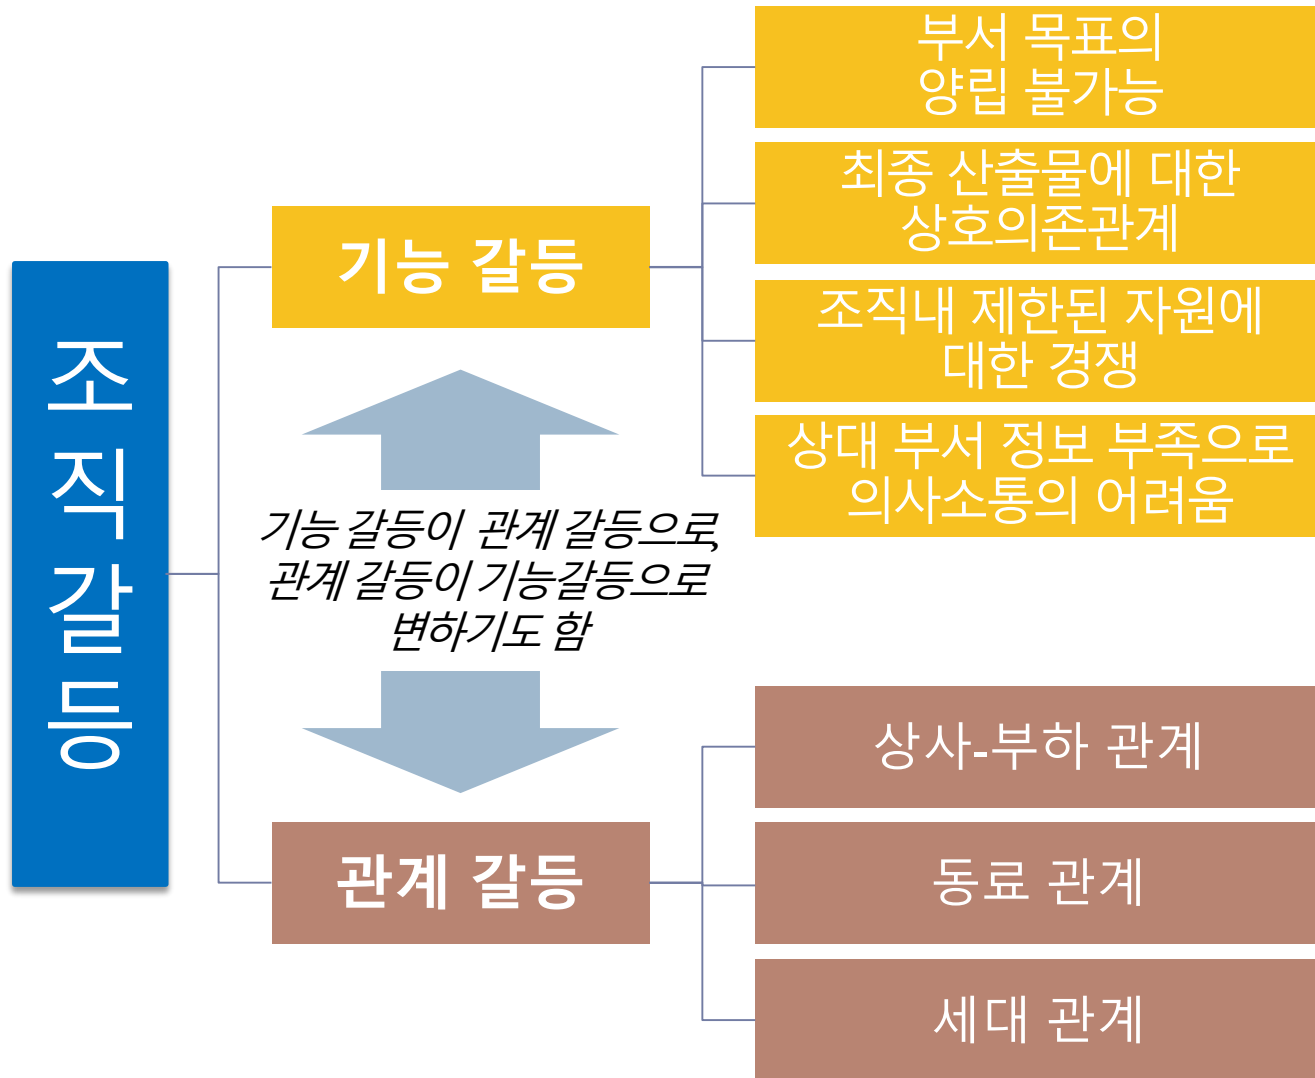 조
직
갈
등
기능 갈등
부서 목표의
양립 불가능
최종 산출물에 대한
상호의존관계
조직내 제한된 자원에
대한 경쟁
상대 부서 정보 부족으로
의사소통의 어려움
기능 갈등이 관계 갈등으로,
관계 갈등이 기능갈등으로
변하기도 함
관계 갈등
상사-부하 관계
동료 관계
세대 관계